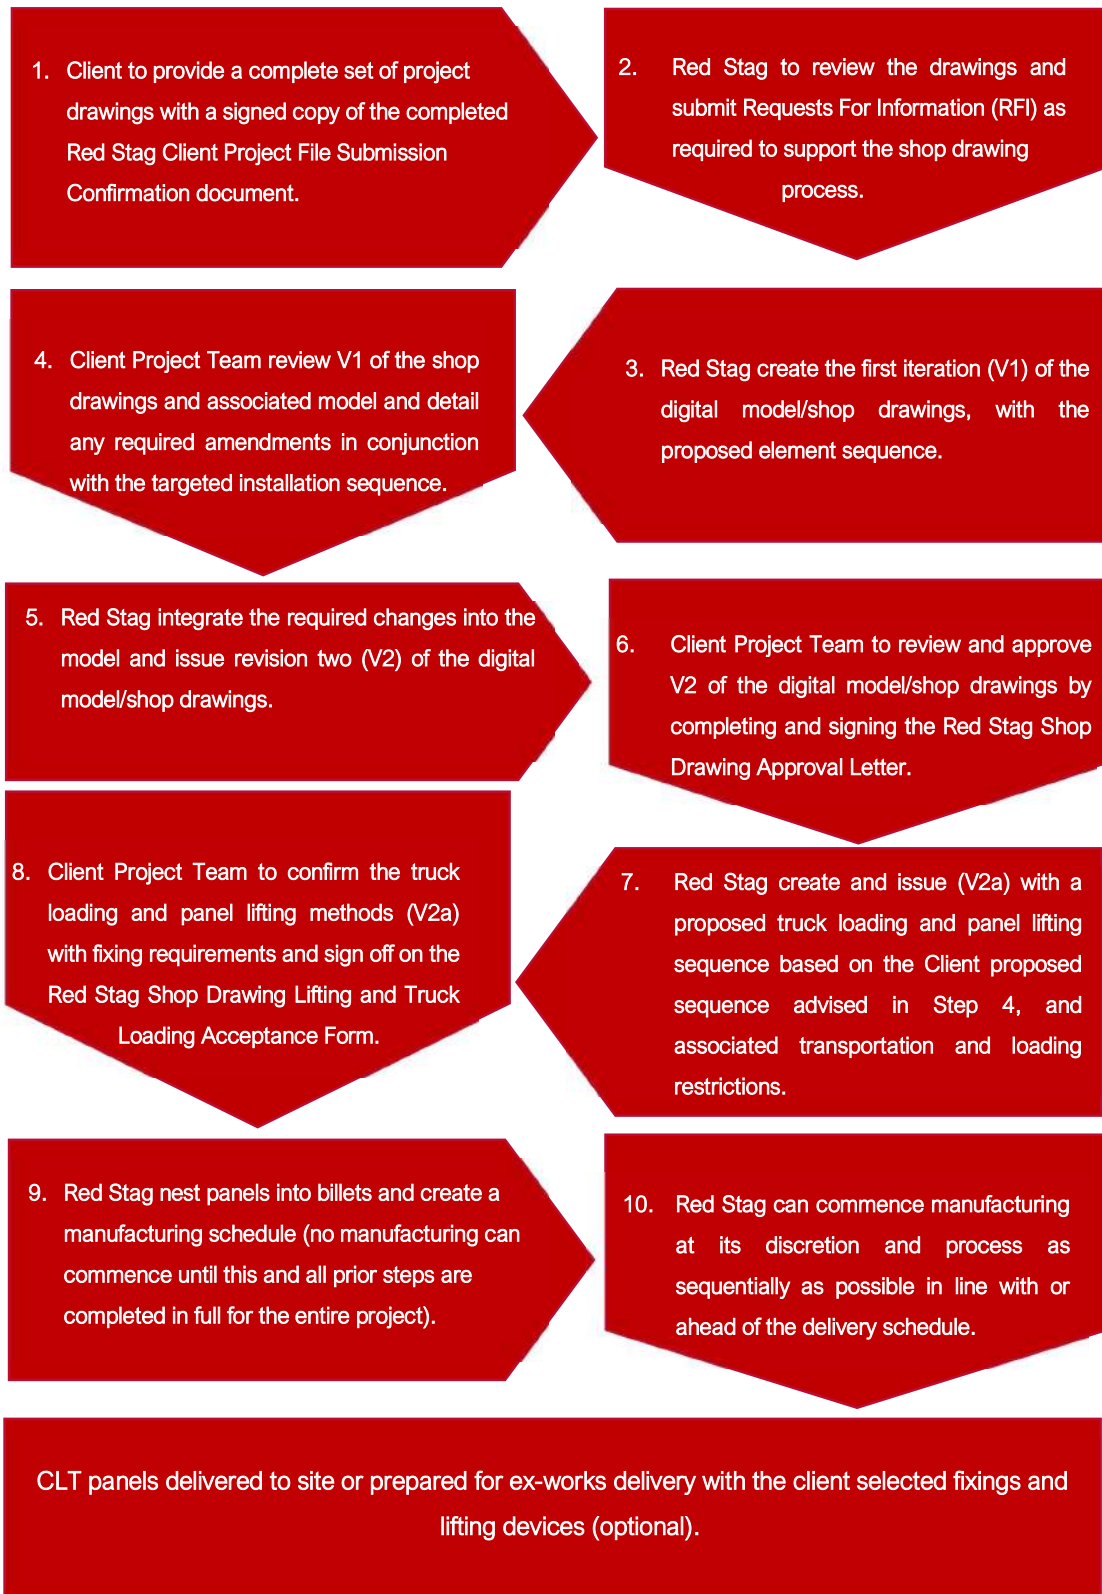 1. Client to provide a complete set of project
drawings with a signed copy of the completed
Red Stag Client Project File Submission
Confirmation document.
2. Red Stag to review the drawings and
submit Requests For Information (RFI) as
required to support the shop drawing
process.
3. Red Stag create the first iteration (V1) of the
digital model/shop drawings, with the
proposed element sequence.
4. Client Project Team review V1 of the shop
drawings and associated model and detail
any required amendments in conjunction
with the targeted installation sequence.
5. Red Stag integrate the required changes into the
model and issue revision two (V2) of the digital
model/shop drawings.
6. Client Project Team to review and approve
V2 of the digital model/shop drawings by
completing and signing the Red Stag Shop
Drawing Approval Letter.
7. Red Stag create and issue (V2a) with a
proposed truck loading and panel lifting
sequence based on the Client proposed
sequence advised in Step 4, and
associated transportation and loading
restrictions.
8. Client Project Team to confirm the truck
loading and panel lifting methods (V2a)
with fixing requirements and sign off on the
Red Stag Shop Drawing Lifting and Truck
Loading Acceptance Form.
9. Red Stag nest panels into billets and create a
manufacturing schedule (no manufacturing can
commence until this and all prior steps are
completed in full for the entire project).
10. Red Stag can commence manufacturing
at its discretion and process as
sequentially as possible in line with or
ahead of the delivery schedule.
CLT panels delivered to site or prepared for ex-works delivery with the client selected fixings and
lifting devices (optional).